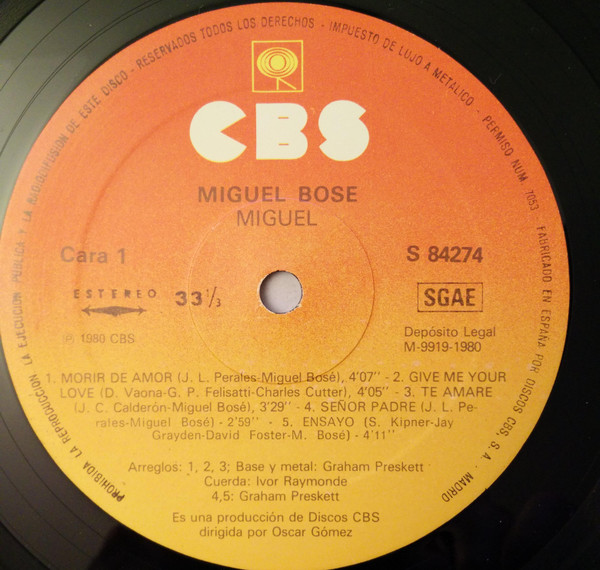 PROHIBIDA LA REPRODUCCION LA EJECUCION PUBLICA Y LA RADIODIFUSION DE ESTE DISCO - RESERVADOS TODOS LOS DERECHOS - IMPUESTO DE LUJO A METALICO - PERMISO NUM. 7053 - FABRICADO EN ESPAÑA POR DISCOS CBS, S. A. - MADRID
CBS
MIGUEL BOSE
MIGUEL
Cara 1
S 84274
ESTEREO 33⅓
SGAE
℗ 1980 CBS
Depósito Legal
M-9919-1980
1. MORIR DE AMOR (J. L. Perales-Miguel Bosé), 4'07'' - 2. GIVE ME YOUR
LOVE (D. Vaona-G. P. Felisatti-Charles Cutter), 4'05'' - 3. TE AMARE
(J. C. Calderón-Miguel Bosé), 3'29'' - 4. SEÑOR PADRE (J. L. Pe-
rales-Miguel Bosé) - 2'59'' - 5. ENSAYO (S. Kipner-Jay
Grayden-David Foster-M. Bosé) - 4'11''
Arreglos: 1, 2, 3; Base y metal: Graham Preskett
Cuerda: Ivor Raymonde
4,5: Graham Preskett
Es una producción de Discos CBS
dirigida por Oscar Gómez